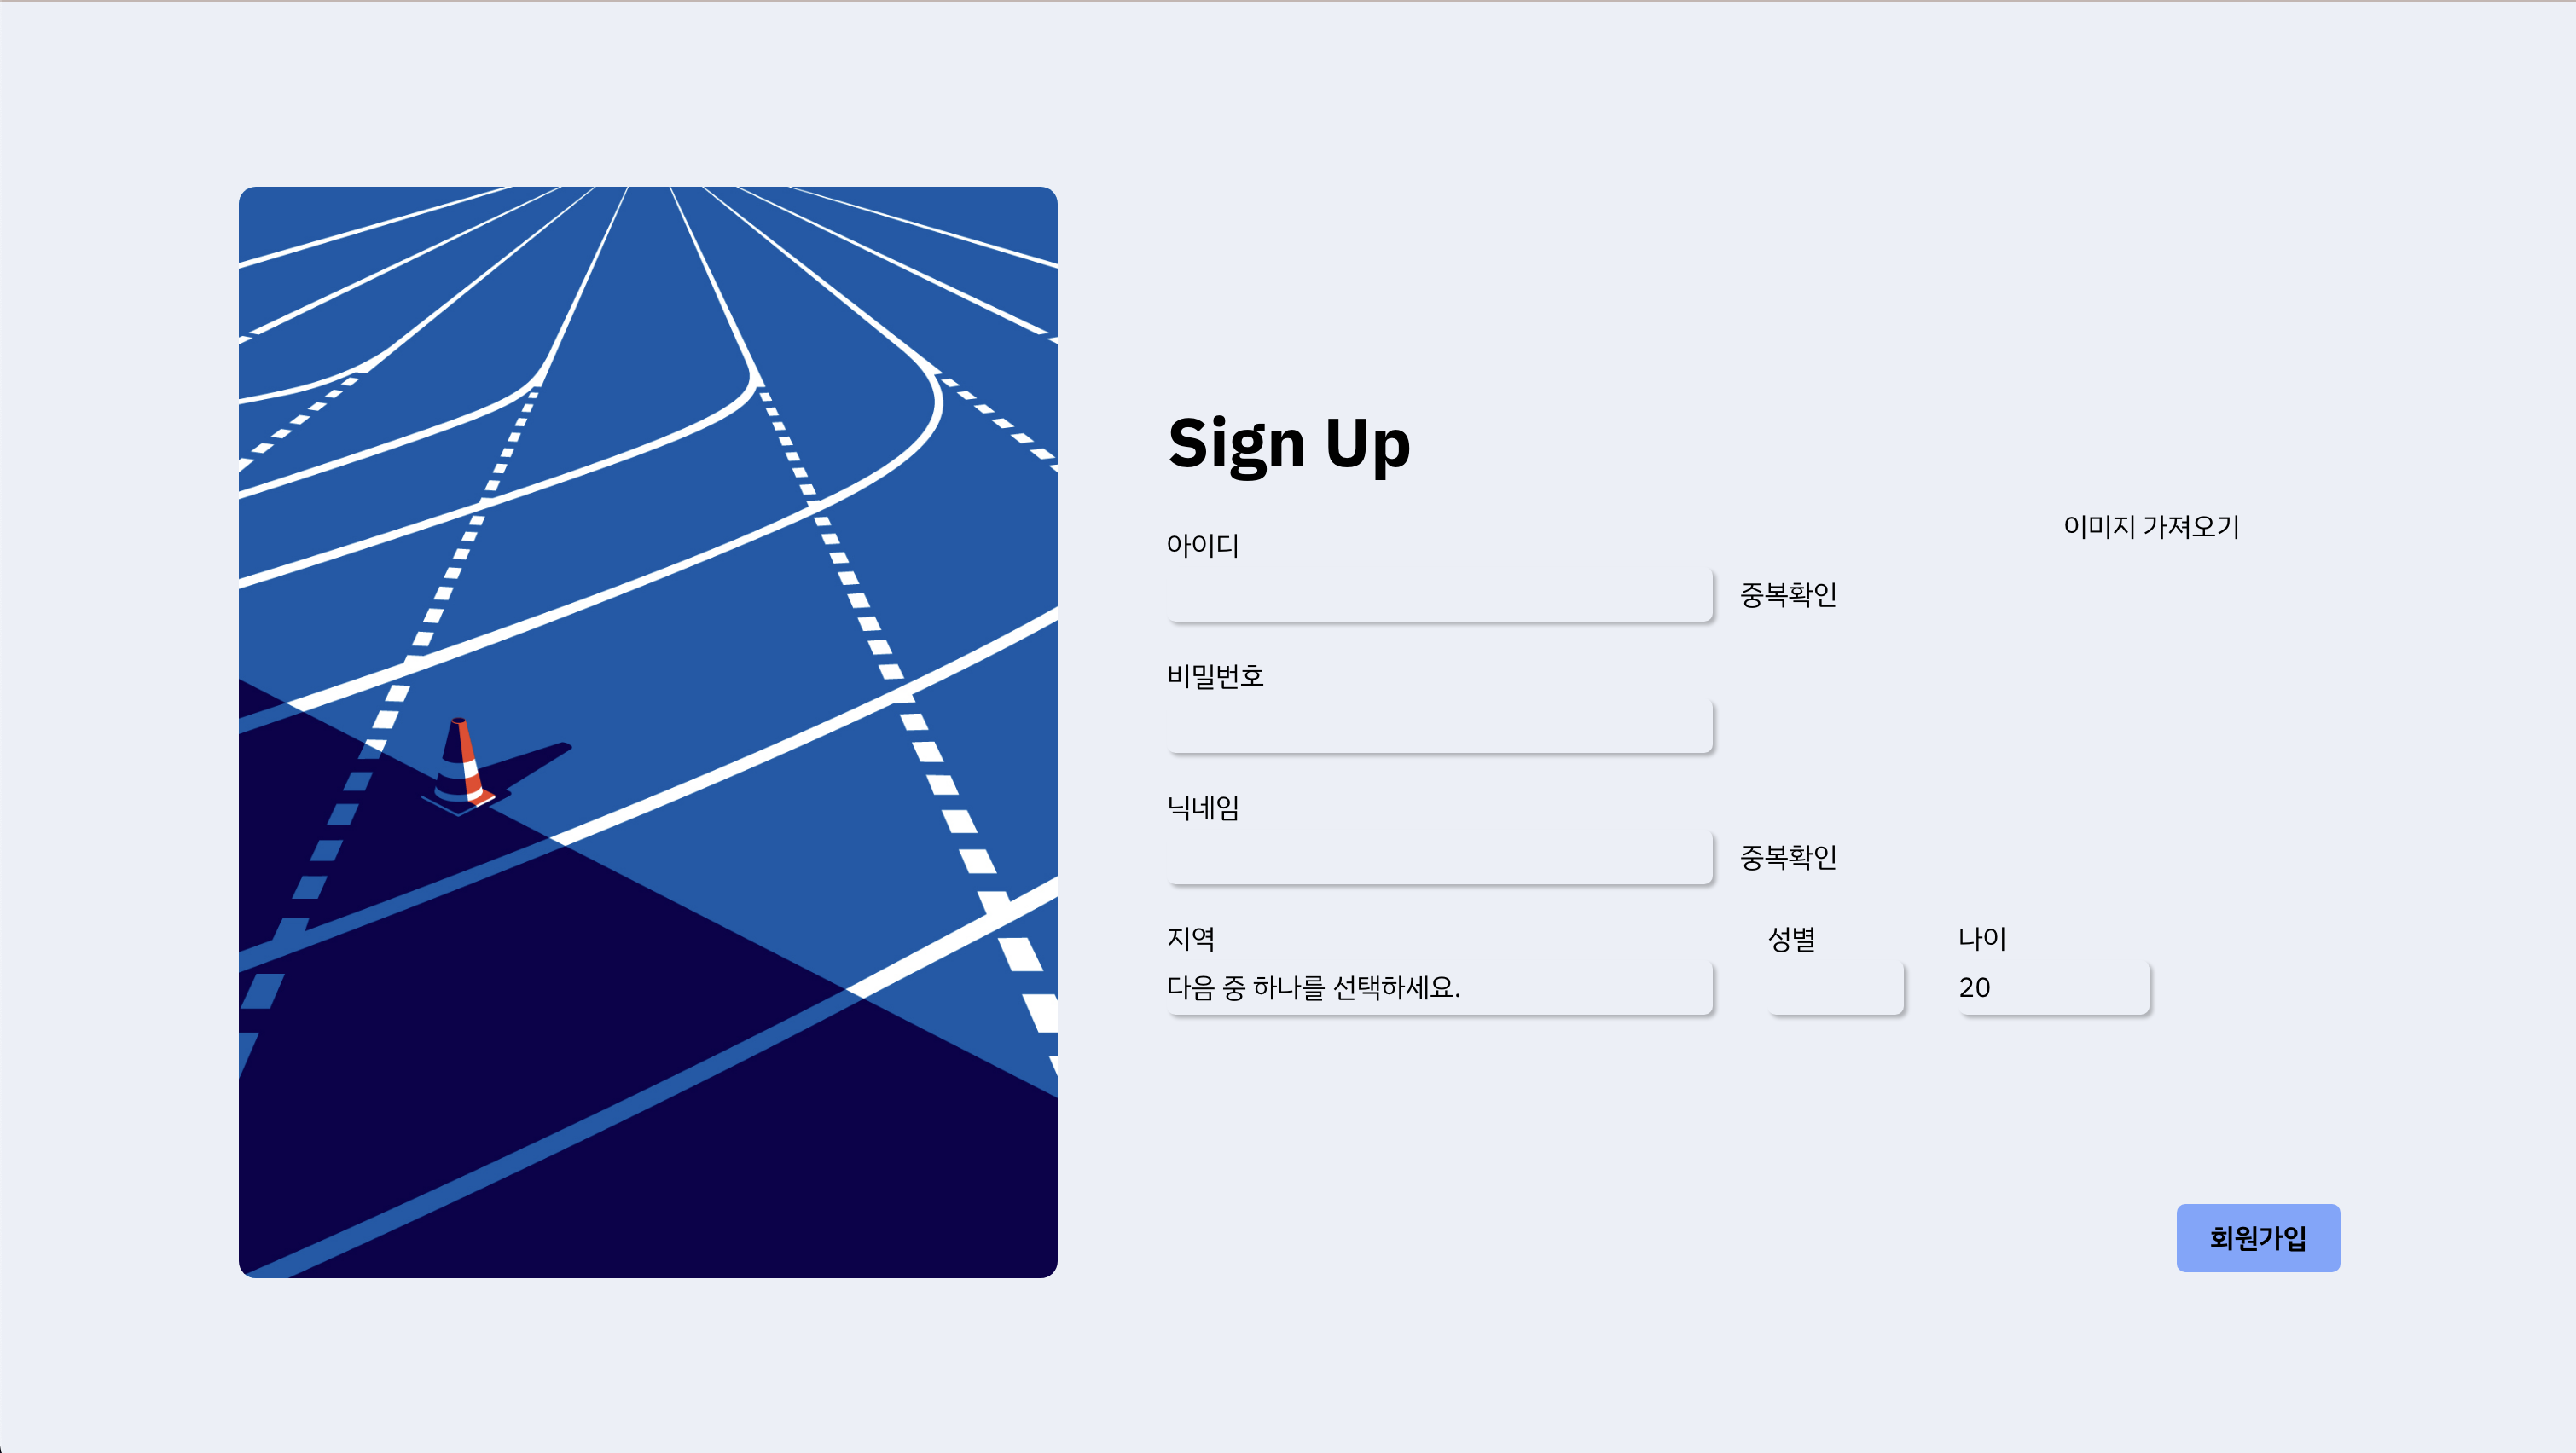 Sign Up
이미지 가져오기
아이디
중복확인
비밀번호
닉네임
중복확인
지역 성별 나이
다음 중 하나를 선택하세요. 20
회원가입